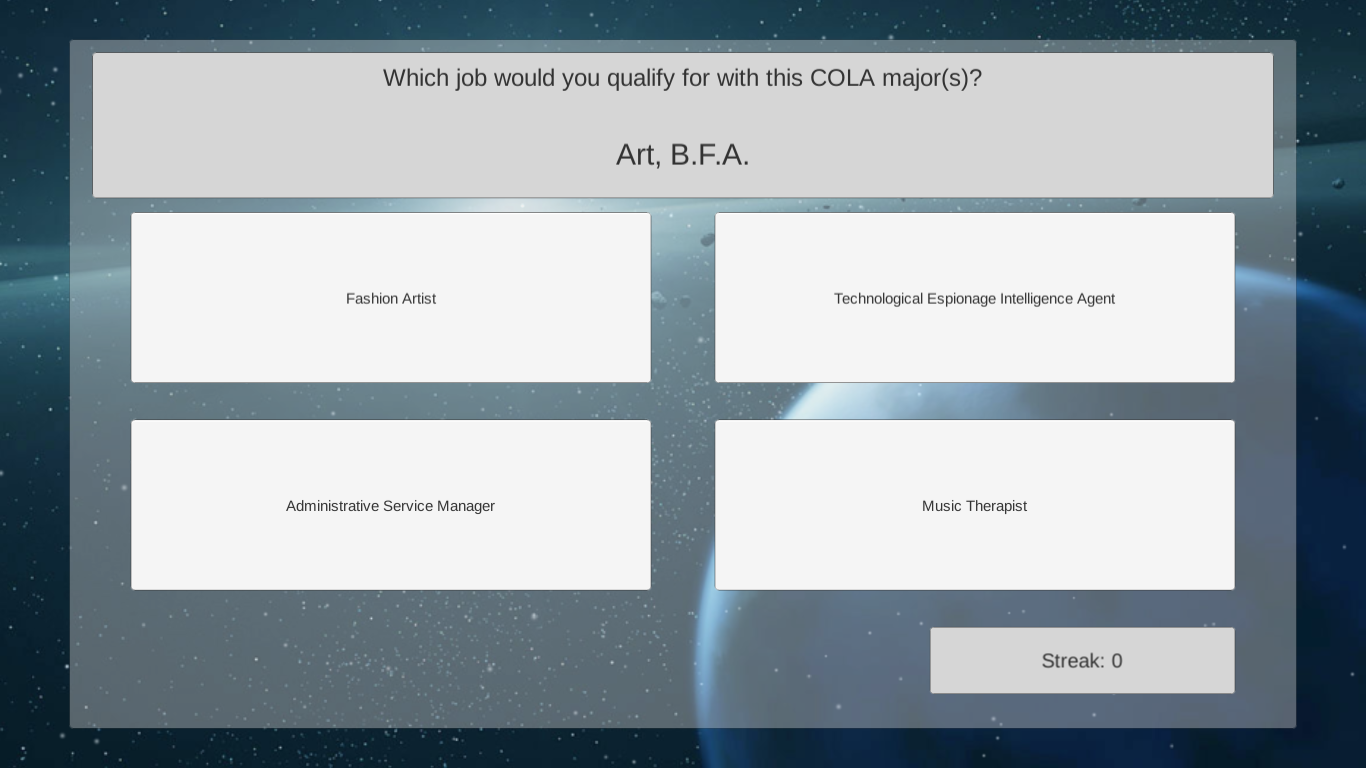 Which job would you qualify for with this COLA major(s)?
Art, B.F.A.
Fashion Artist
Technological Espionage Intelligence Agent
Administrative Service Manager
Music Therapist
Streak: 0